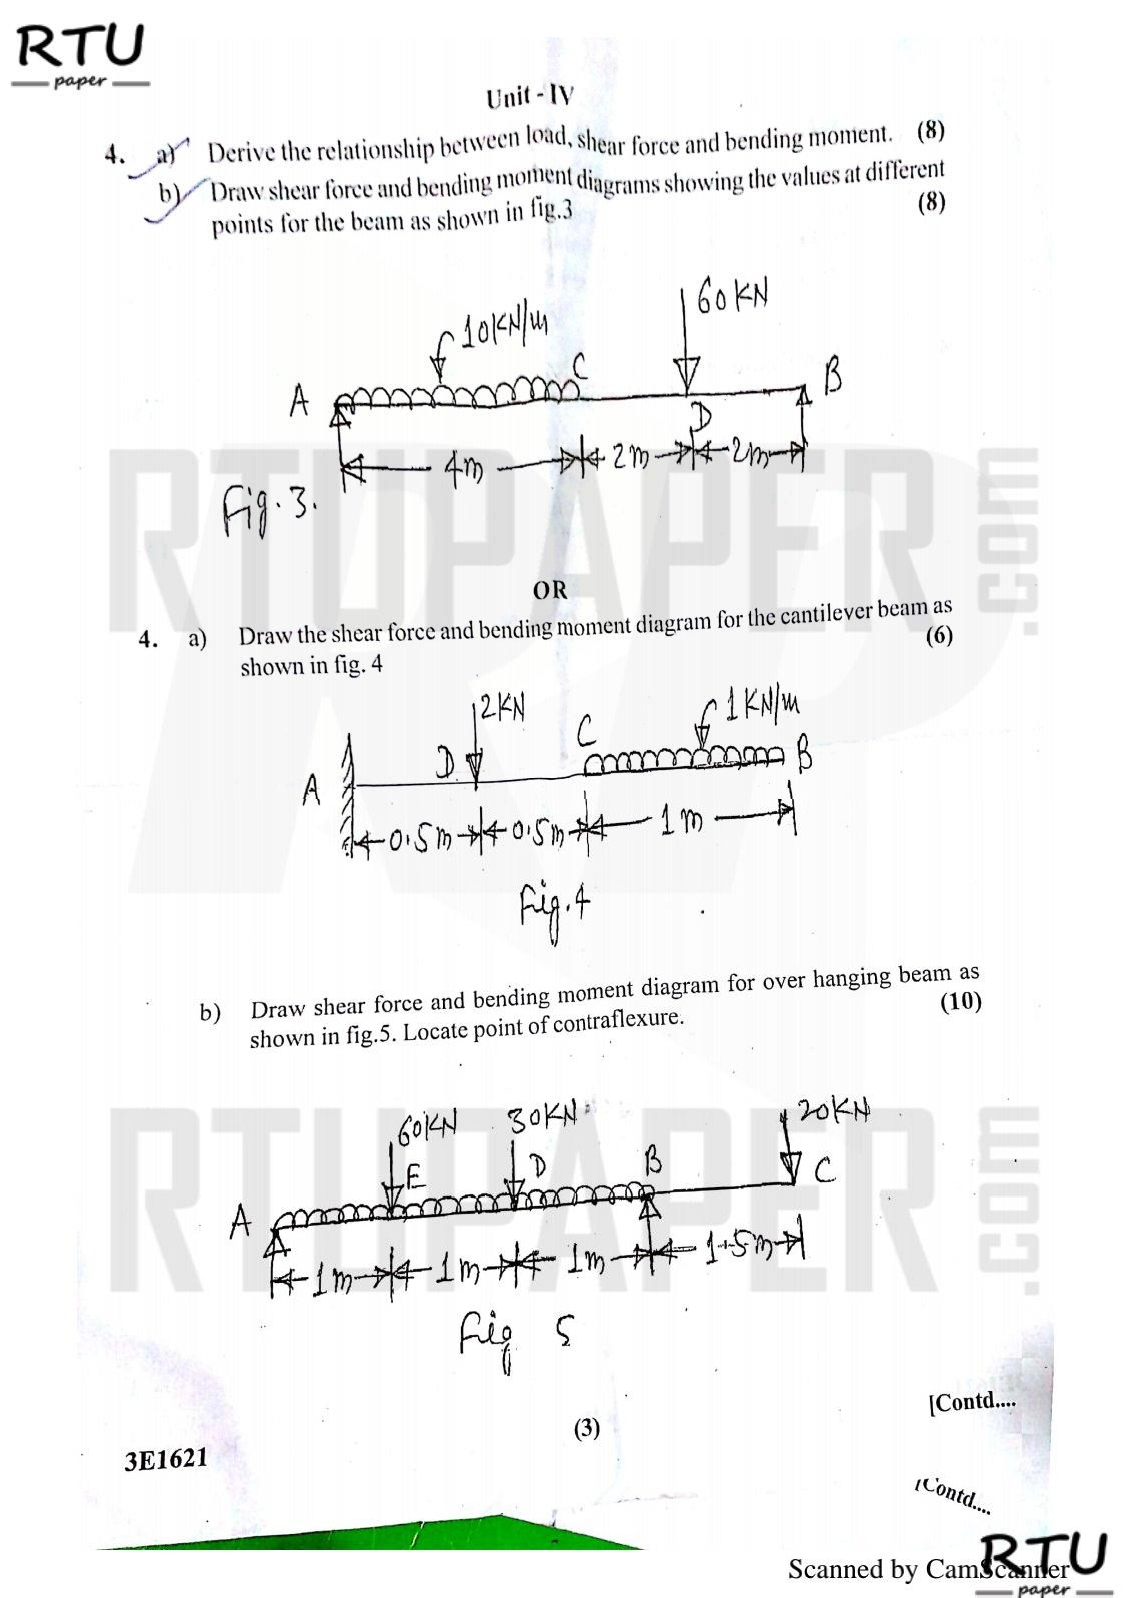 RTU
paper
Unit - IV
4. a) Derive the relationship between load, shear force and bending moment. (8)
b) Draw shear force and bending moment diagrams showing the values at different
points for the beam as shown in fig.3 (8)
60KN
10KN/m
A C B
D
4m 2m 2m
Fig. 3.
RTUPAPER.com
OR
4. a) Draw the shear force and bending moment diagram for the cantilever beam as
shown in fig. 4 (6)
2KN 1KN/m
A D C B
0.5m 0.5m 1m
Fig. 4
b) Draw shear force and bending moment diagram for over hanging beam as
shown in fig.5. Locate point of contraflexure. (10)
60KN 30KN 20KN
A E D B C
1m 1m 1m 1.5m
RTUPAPER.com
Fig 5
[Contd....
(3)
3E1621
[Contd....
Scanned by CamScanner
RTU
paper